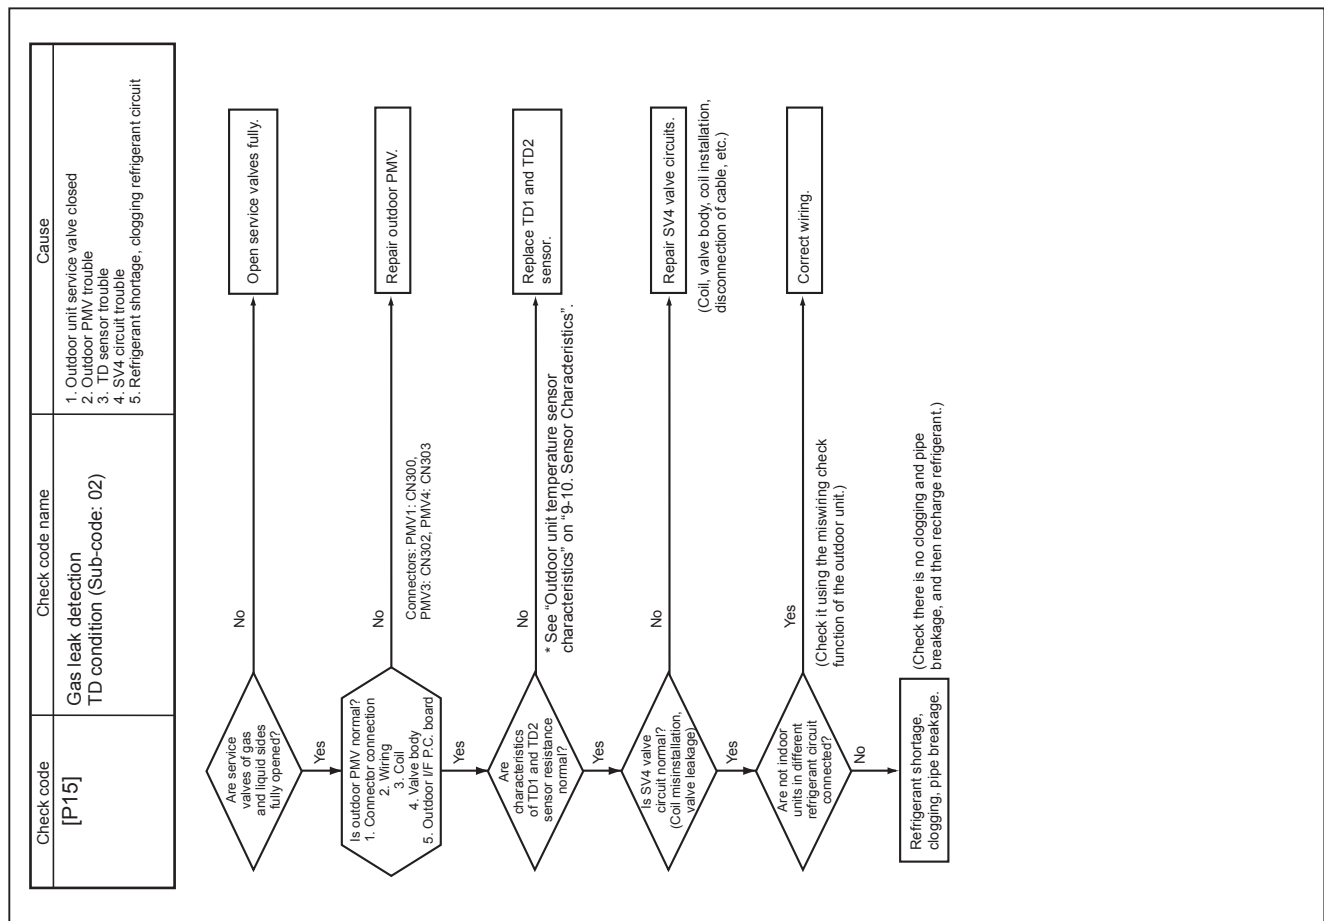 Check code
Check code name
Cause
[P15]
Gas leak detection
TD condition (Sub-code: 02)
1. Outdoor unit service valve closed
2. Outdoor PMV trouble
3. TD sensor trouble
4. SV4 circuit trouble
5. Refrigerant shortage, clogging refrigerant circuit
Are service
valves of gas
and liquid sides
fully opened?
No
Open service valves fully.
Yes
Is outdoor PMV normal?
1. Connector connection
2. Wiring
3. Coil
4. Valve body
5. Outdoor I/F P.C. board
No
Repair outdoor PMV.
Connectors: PMV1: CN300,
PMV3: CN302, PMV4: CN303
Yes
Are
characteristics
of TD1 and TD2
sensor resistance
normal?
No
Replace TD1 and TD2
sensor.
* See “Outdoor unit temperature sensor
characteristics” on “9-10. Sensor Characteristics”.
Yes
Is SV4 valve
circuit normal?
(Coil misinstallation,
valve leakage)
No
Repair SV4 valve circuits.
(Coil, valve body, coil installation,
disconnection of cable, etc.)
Yes
Are not indoor
units in different
refrigerant circuit
connected?
Yes
Correct wiring.
(Check it using the miswiring check
function of the outdoor unit.)
No
Refrigerant shortage,
clogging, pipe breakage.
(Check there is no clogging and pipe
breakage, and then recharge refrigerant.)